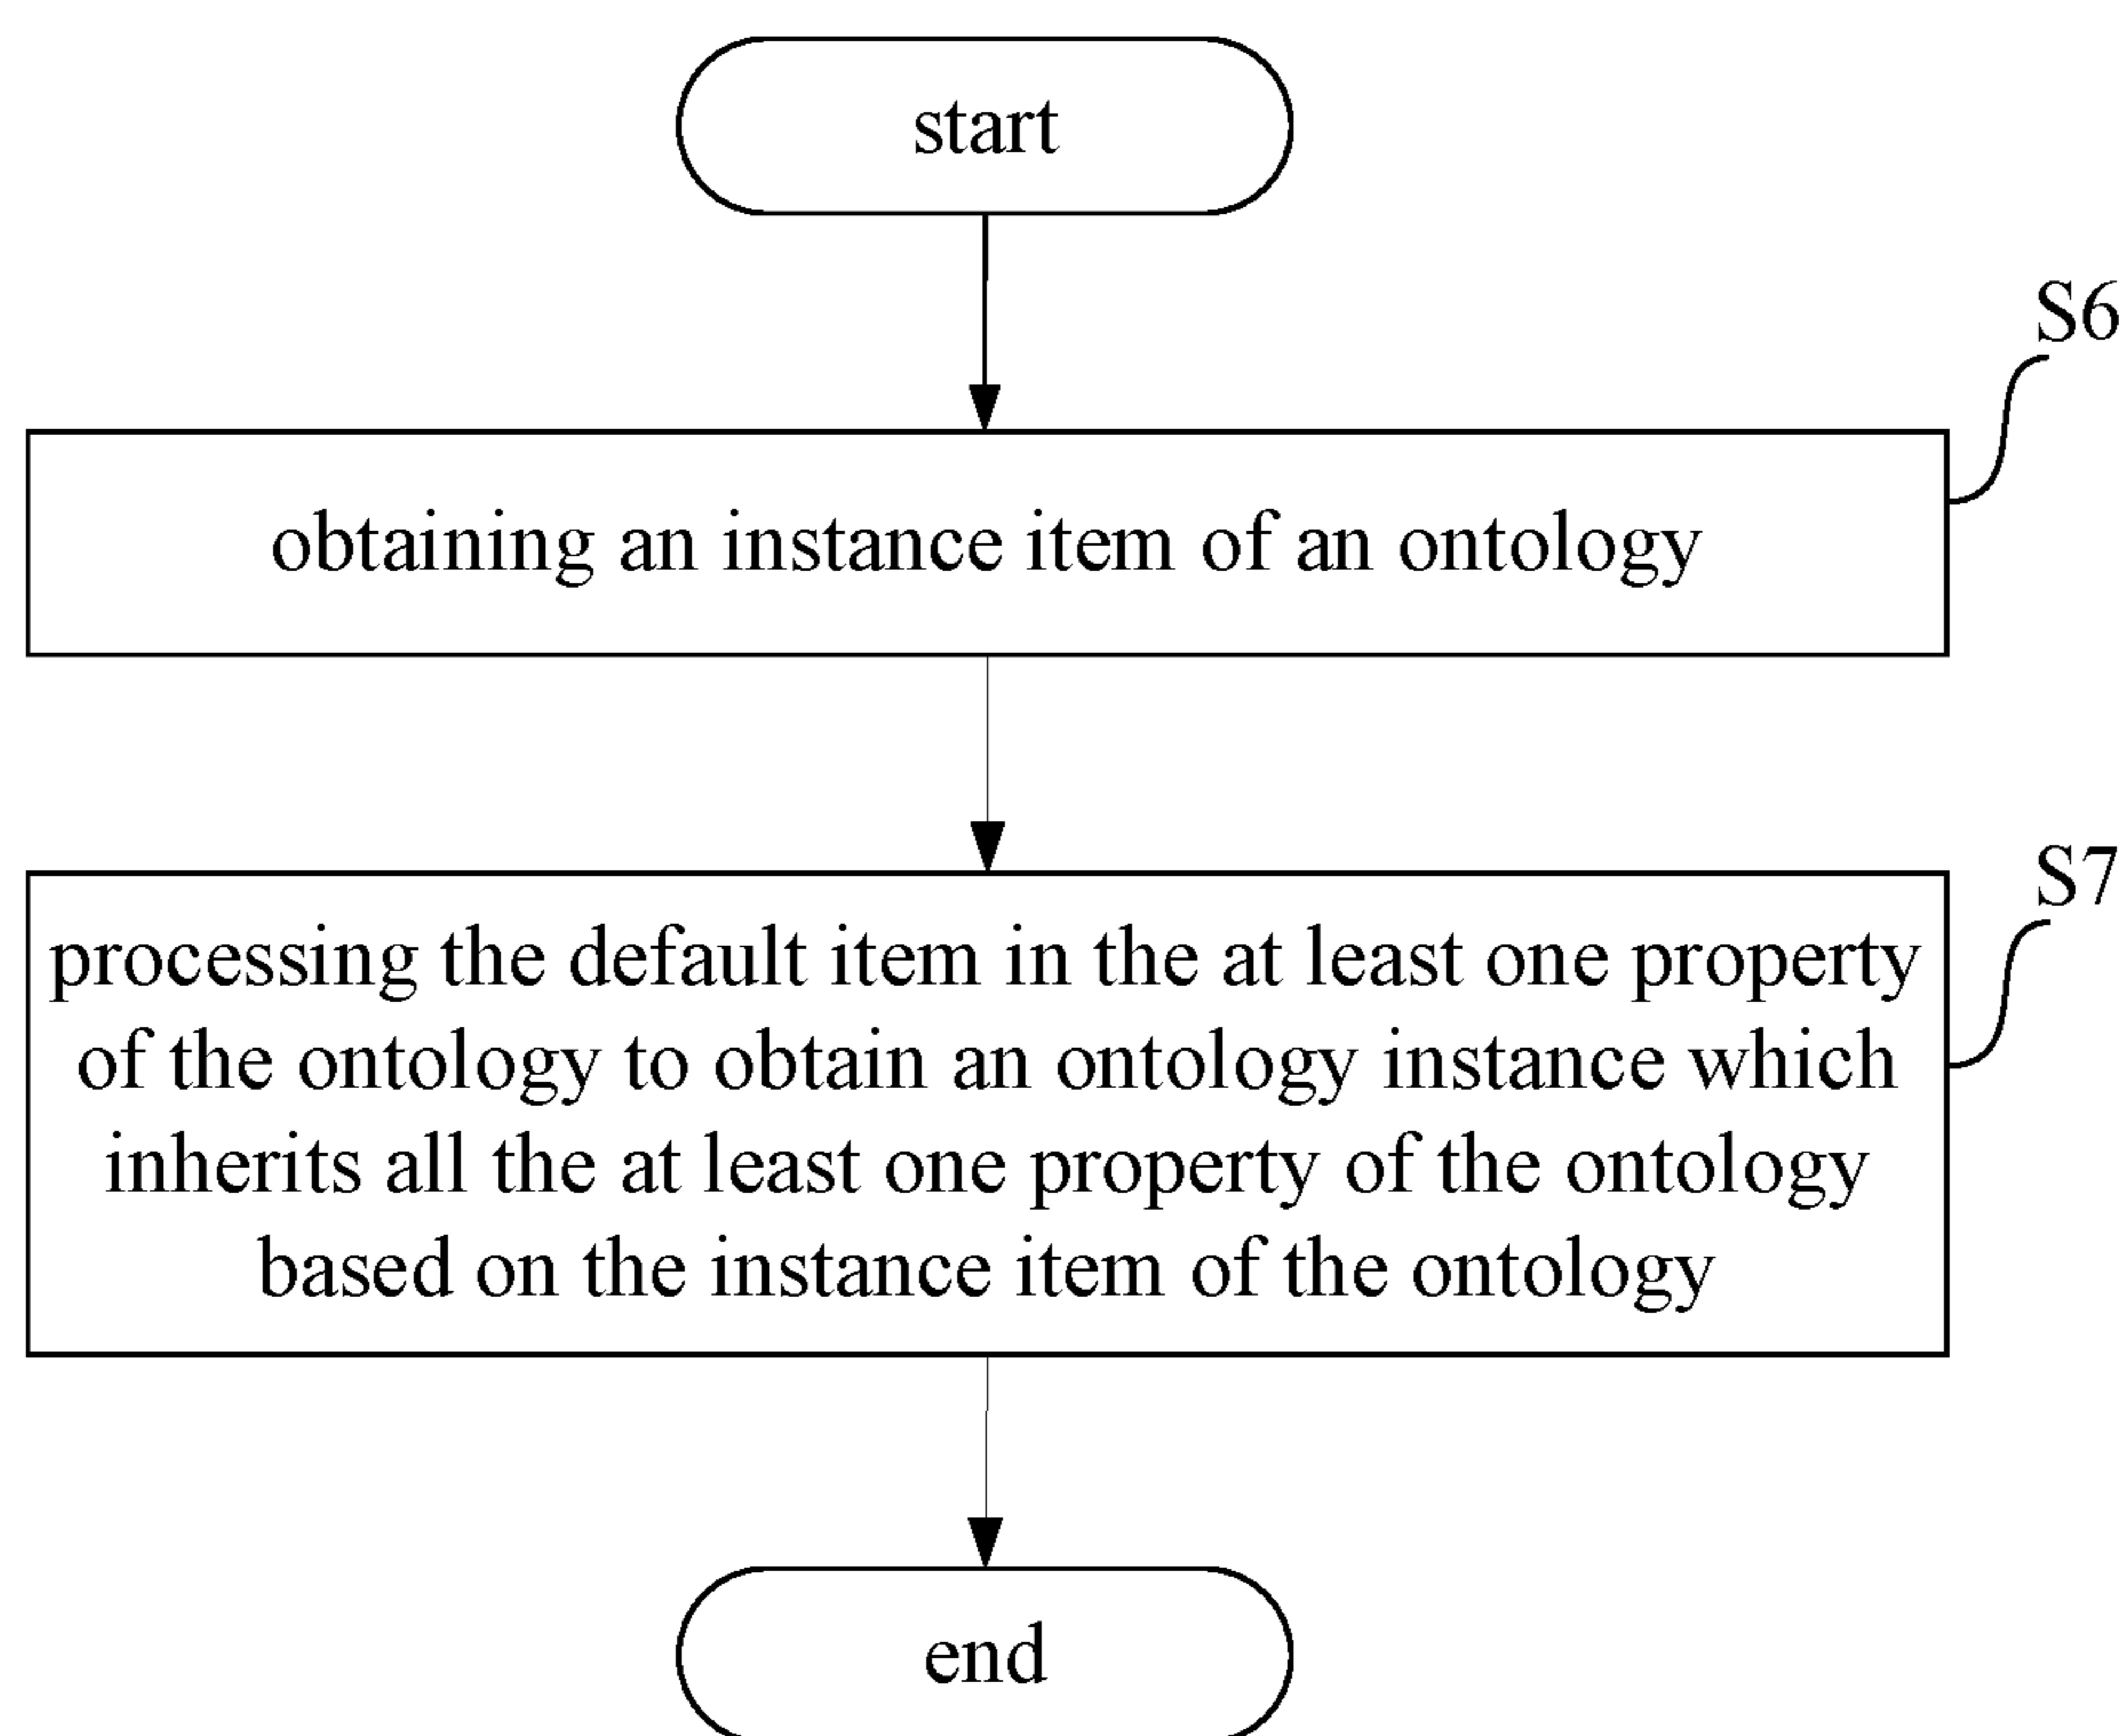 start
S6
obtaining an instance item of an ontology
S7
processing the default item in the at least one property
of the ontology to obtain an ontology instance which
inherits all the at least one property of the ontology
based on the instance item of the ontology
end